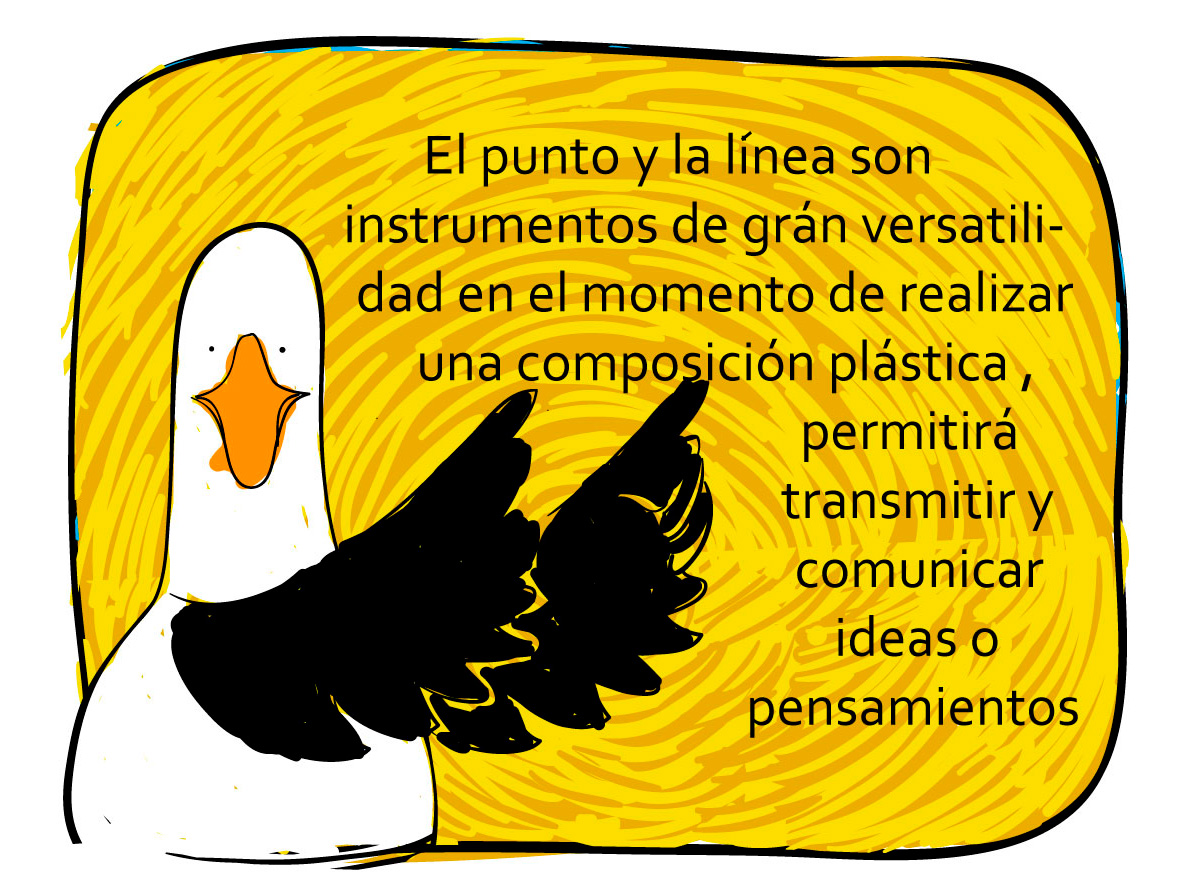 El punto y la línea son
instrumentos de grán versatili-
dad en el momento de realizar
una composición plástica ,
permitirá
transmitir y
comunicar
ideas o
pensamientos